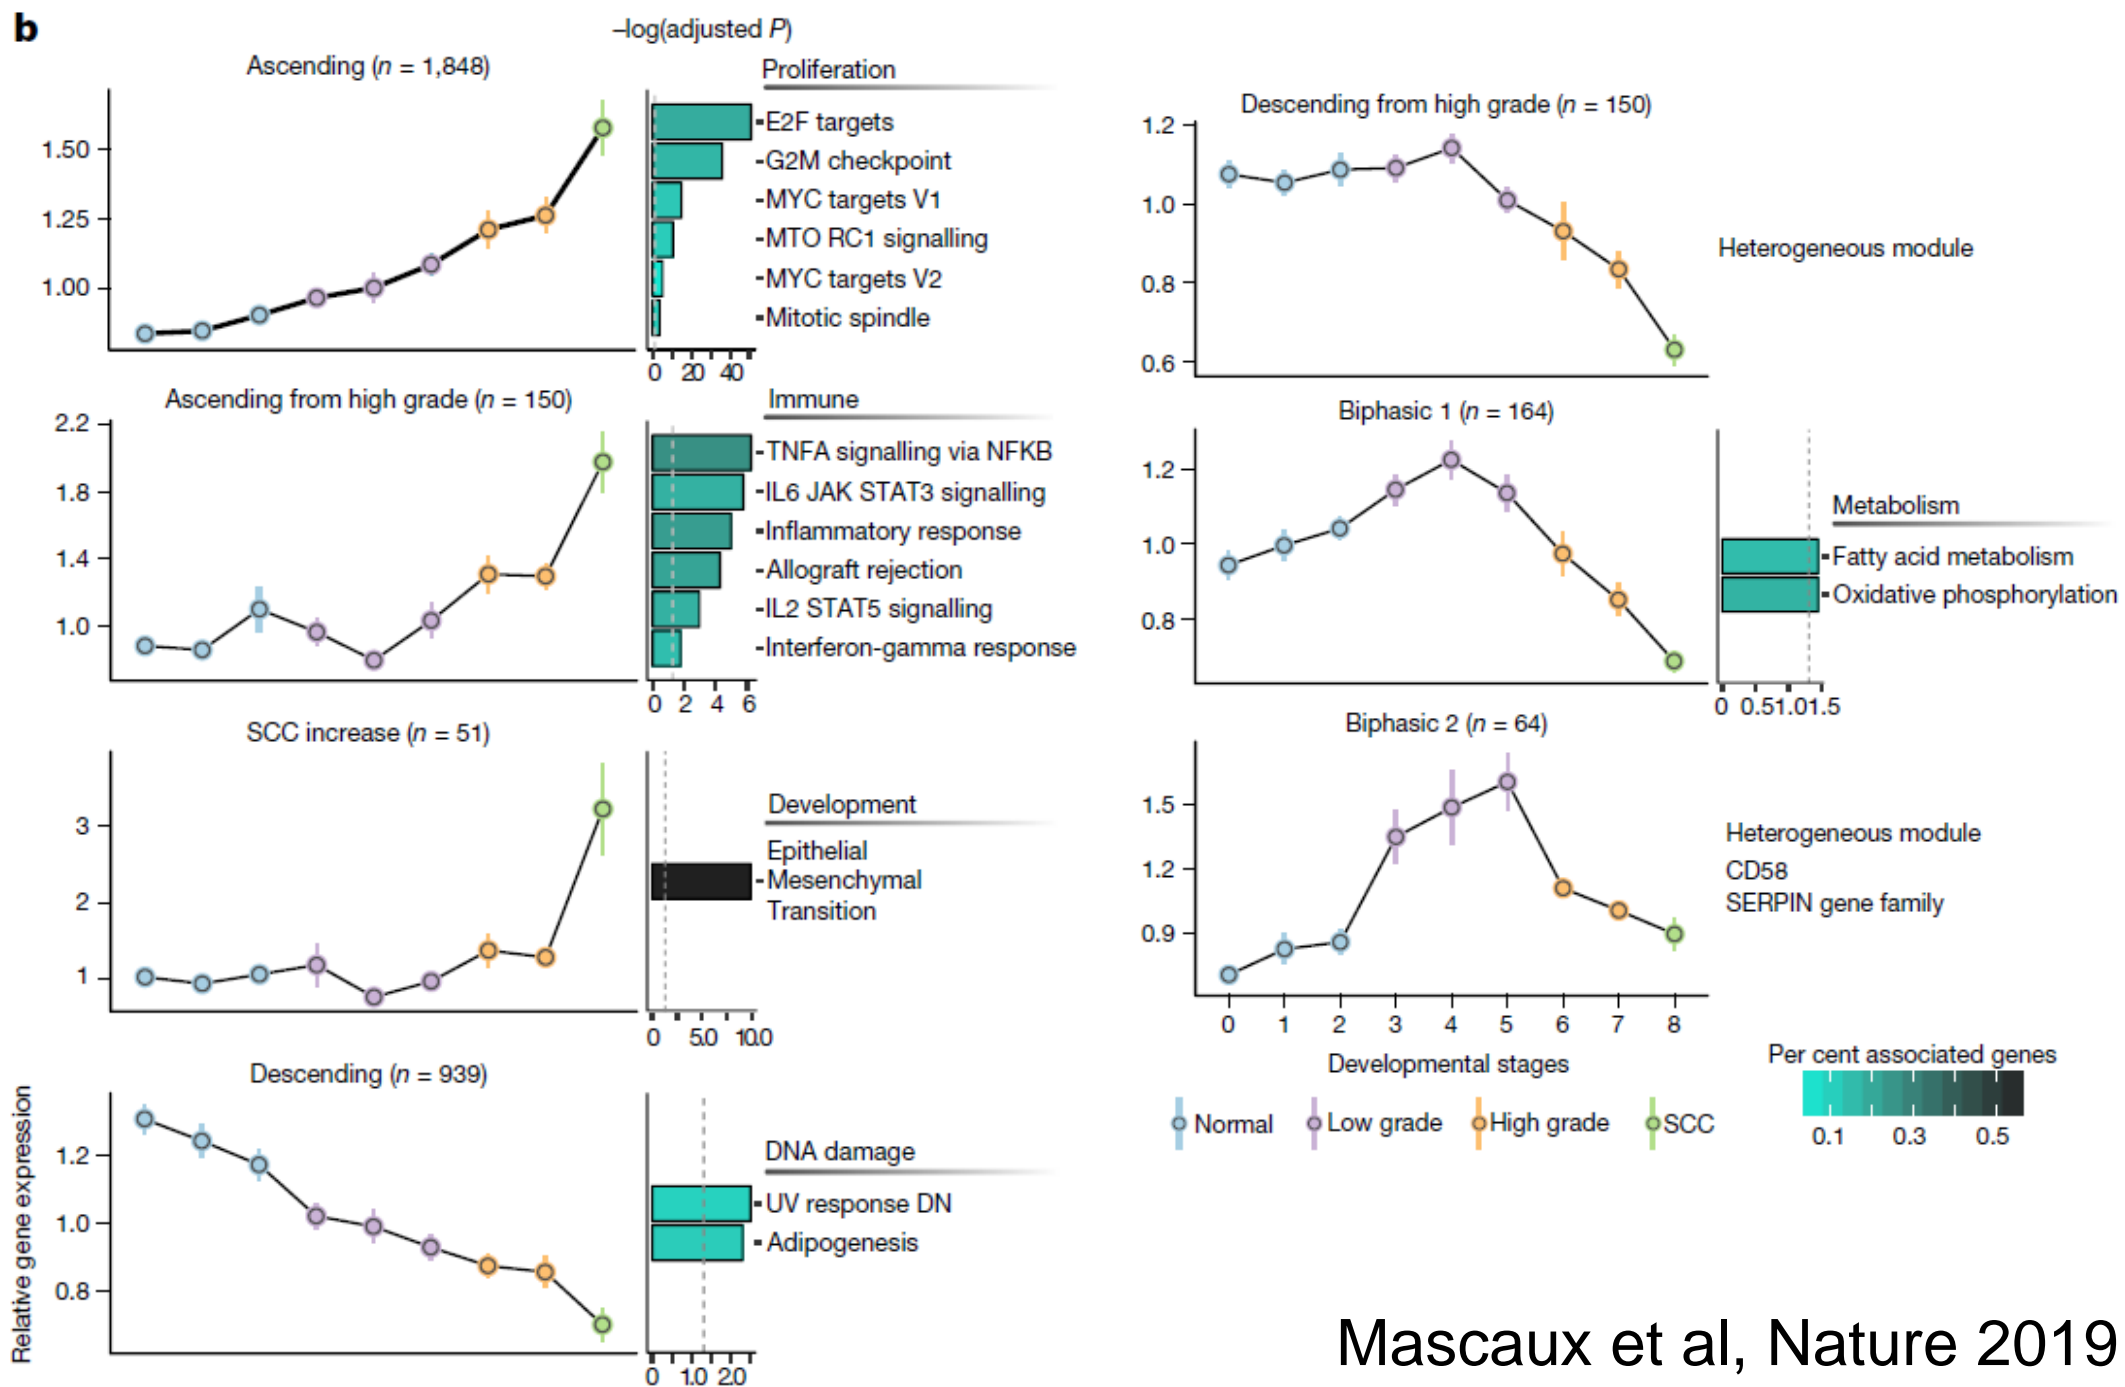 b
–log(adjusted P)
Ascending (n = 1,848)
1.50
1.25
1.00
Proliferation
E2F targets
G2M checkpoint
MYC targets V1
MTO RC1 signalling
MYC targets V2
Mitotic spindle
0 20 40
Ascending from high grade (n = 150)
2.2
1.8
1.4
1.0
Immune
TNFA signalling via NFKB
IL6 JAK STAT3 signalling
Inflammatory response
Allograft rejection
IL2 STAT5 signalling
Interferon-gamma response
0 2 4 6
SCC increase (n = 51)
3
2
1
Development
Epithelial
Mesenchymal
Transition
0 5.0 10.0
Descending (n = 939)
1.2
1.0
0.8
Relative gene expression
DNA damage
UV response DN
Adipogenesis
0 1.0 2.0
Descending from high grade (n = 150)
1.2
1.0
0.8
0.6
Heterogeneous module
Biphasic 1 (n = 164)
1.2
1.0
0.8
Metabolism
Fatty acid metabolism
Oxidative phosphorylation
0 0.51.01.5
Biphasic 2 (n = 64)
1.5
1.2
0.9
Heterogeneous module
CD58
SERPIN gene family
0 1 2 3 4 5 6 7 8
Developmental stages
Normal Low grade High grade SCC
Per cent associated genes
0.1 0.3 0.5
Mascaux et al, Nature 2019